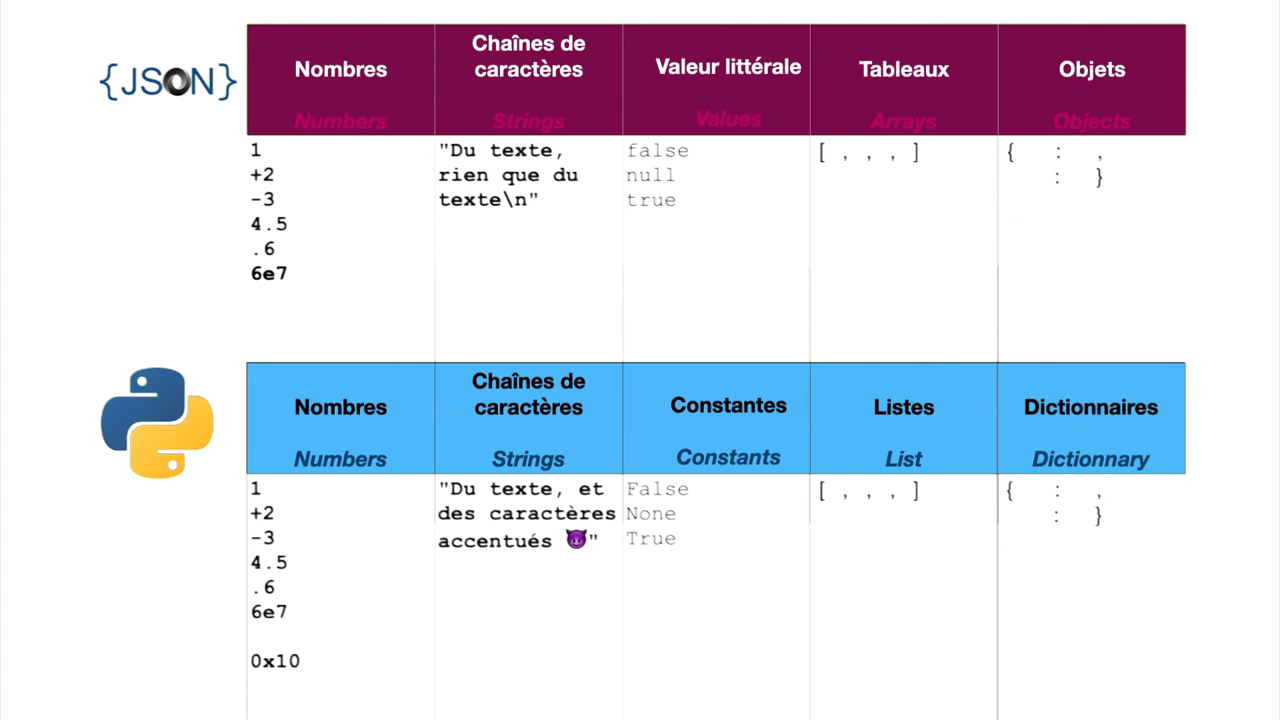 {JSON}
Nombres
Numbers
Chaînes de
caractères
Strings
Valeur littérale
Values
Tableaux
Arrays
Objets
Objects
1
+2
-3
4.5
.6
6e7
"Du texte,
rien que du
texte\n"
false
null
true
[ , , , ]
{ : ,
: }
Nombres
Numbers
Chaînes de
caractères
Strings
Constantes
Constants
Listes
List
Dictionnaires
Dictionnary
1
+2
-3
4.5
.6
6e7
0x10
"Du texte, et
des caractères
accentués 😈"
False
None
True
[ , , , ]
{ : ,
: }